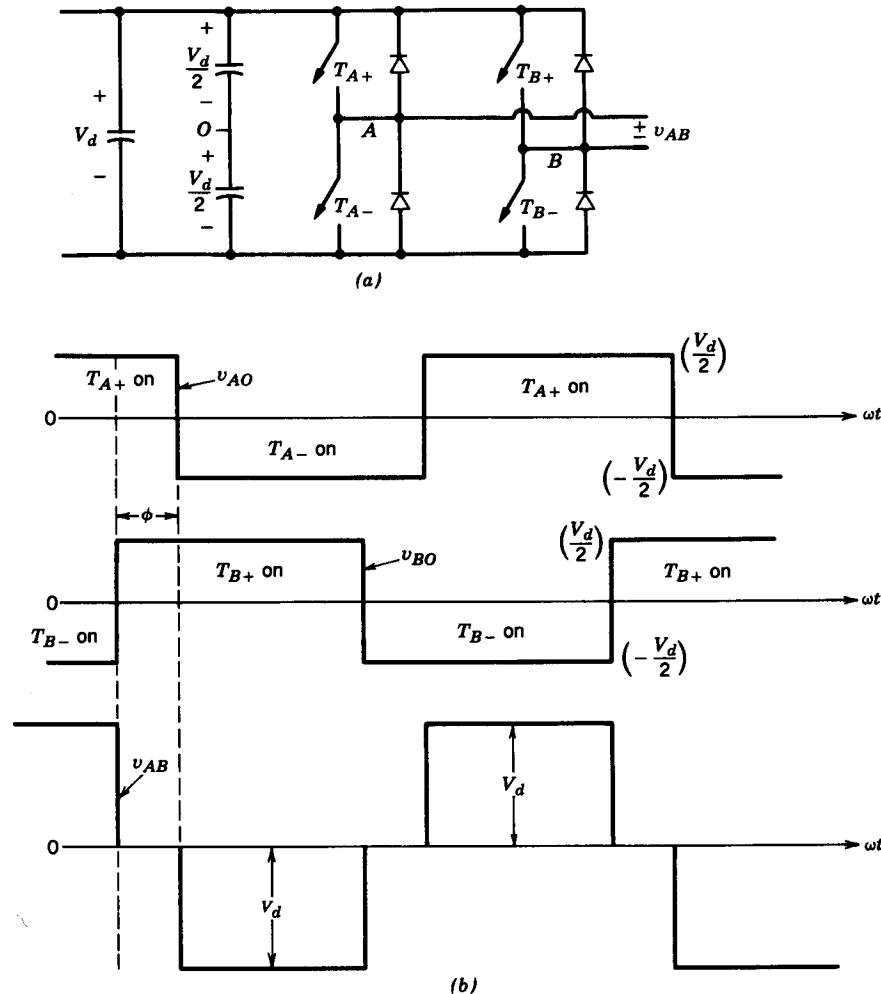 +
V_d/2
−
+
V_d
−
O
+
V_d/2
−
T_A+
T_B+
A
+
−
v_AB
B
T_A−
T_B−
(a)
T_A+ on
v_AO
T_A+ on
(V_d/2)
0
ωt
T_A− on
(−V_d/2)
ϕ
(V_d/2)
T_B+ on
v_BO
T_B+ on
0
ωt
T_B− on
T_B− on
(−V_d/2)
v_AB
V_d
0
ωt
V_d
(b)